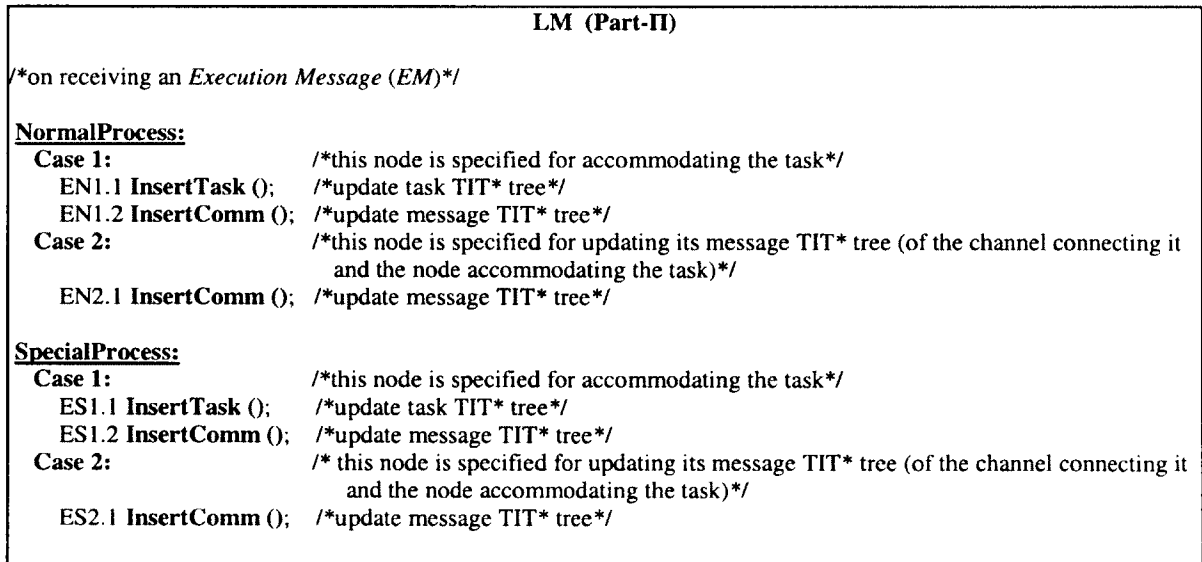 LM (Part-II)
/*on receiving an Execution Message (EM)*/
NormalProcess:
Case 1: /*this node is specified for accommodating the task*/
EN1.1 InsertTask (); /*update task TIT* tree*/
EN1.2 InsertComm (); /*update message TIT* tree*/
Case 2: /*this node is specified for updating its message TIT* tree (of the channel connecting it
and the node accommodating the task)*/
EN2.1 InsertComm (); /*update message TIT* tree*/
SpecialProcess:
Case 1: /*this node is specified for accommodating the task*/
ES1.1 InsertTask (); /*update task TIT* tree*/
ES1.2 InsertComm (); /*update message TIT* tree*/
Case 2: /* this node is specified for updating its message TIT* tree (of the channel connecting it
and the node accommodating the task)*/
ES2.1 InsertComm (); /*update message TIT* tree*/